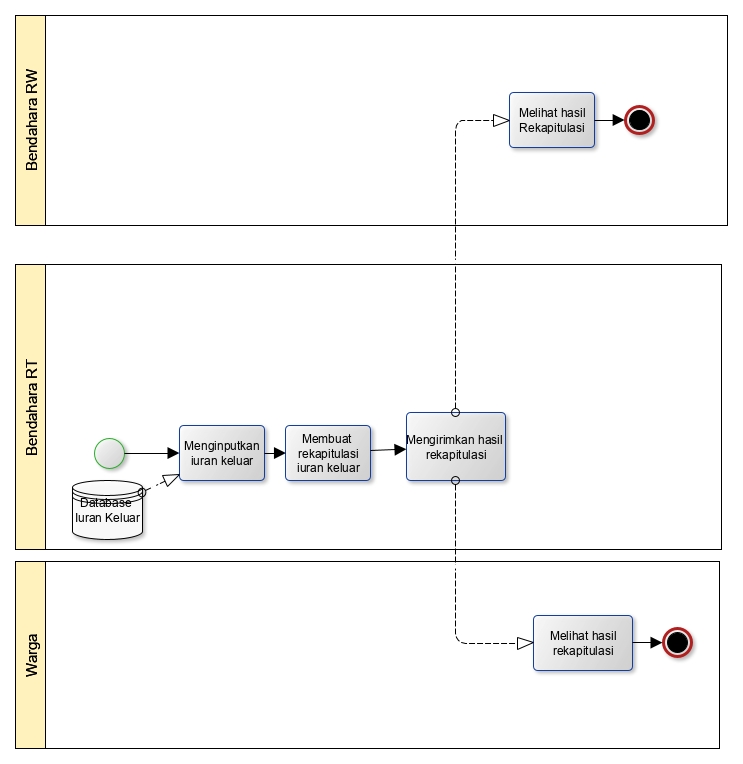 Bendahara RW
Melihat hasil
Rekapitulasi
Bendahara RT
Menginputkan
iuran keluar
Membuat
rekapitulasi
iuran keluar
Mengirimkan hasil
rekapitulasi
Database
Iuran Keluar
Warga
Melihat hasil
rekapitulasi